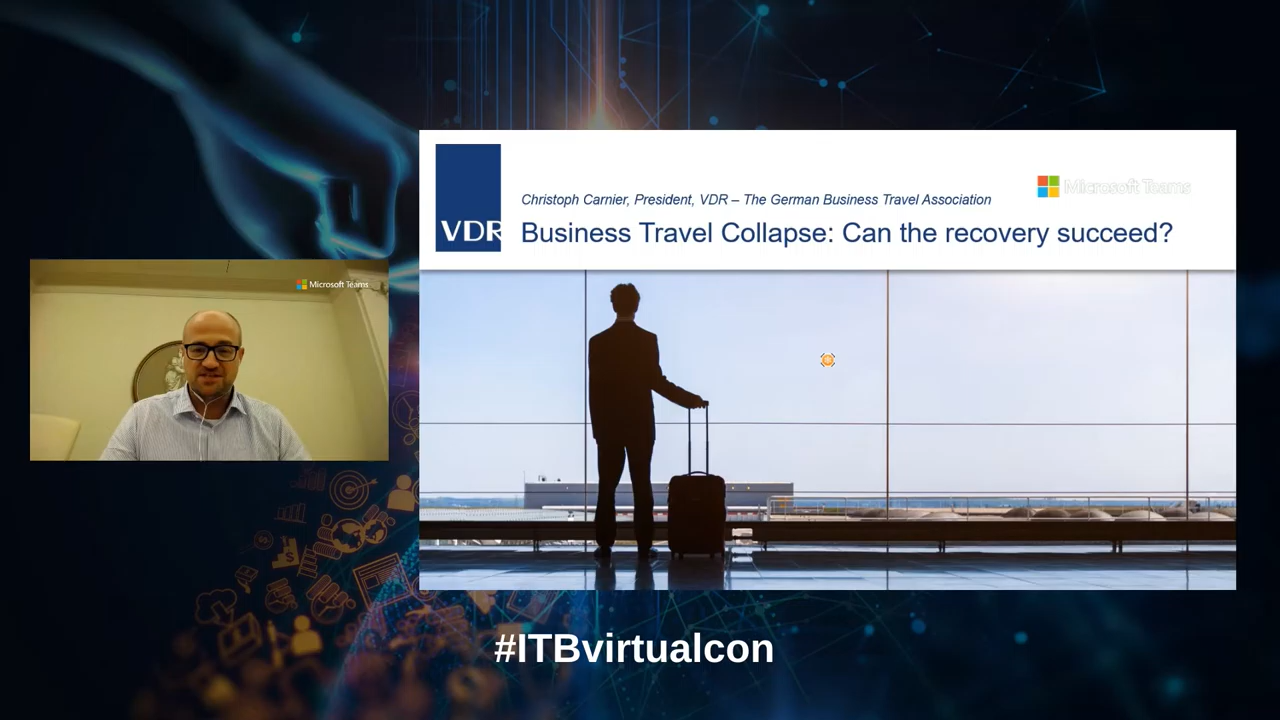 Microsoft Teams
VDR
Christoph Carnier, President, VDR – The German Business Travel Association
Microsoft Teams
Business Travel Collapse: Can the recovery succeed?
#ITBvirtualcon